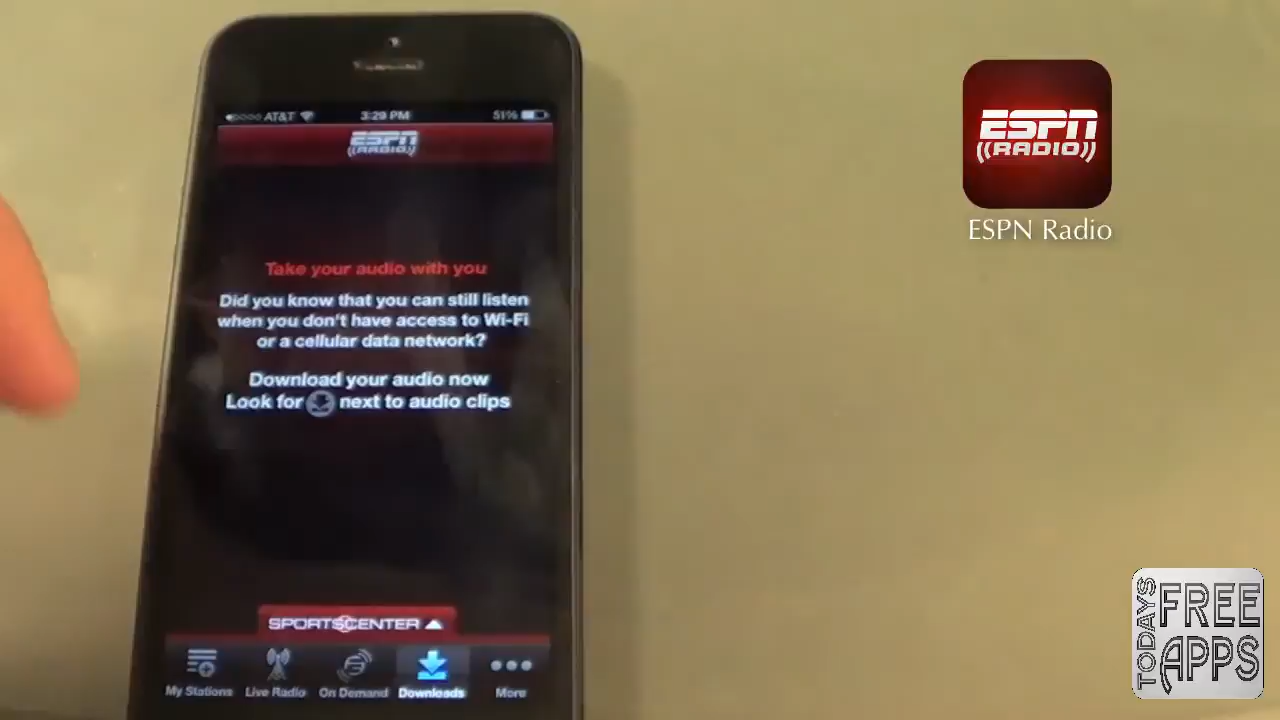 AT&T 3:29 PM 51%
ESPN
RADIO
Take your audio with you
Did you know that you can still listen
when you don't have access to Wi-Fi
or a cellular data network?
Download your audio now
Look for next to audio clips
SPORTSCENTER
My Stations Live Radio On Demand Downloads More
ESPN
RADIO
ESPN Radio
TODAYS
FREE
APPS